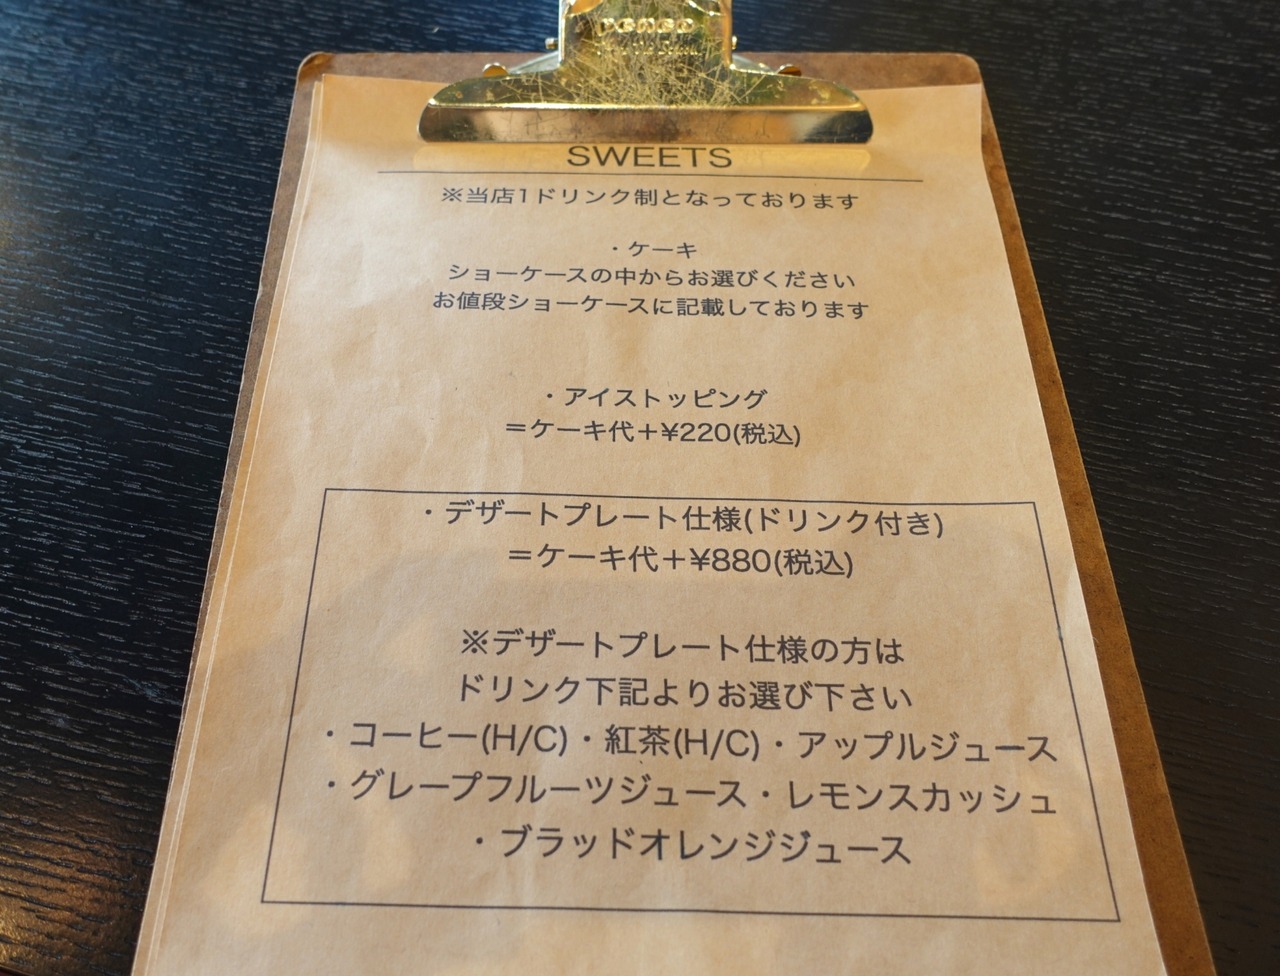 SWEETS
※当店1ドリンク制となっております
・ケーキ
ショーケースの中からお選びください
お値段ショーケースに記載しております
・アイストッピング
＝ケーキ代＋¥220(税込)
・デザートプレート仕様(ドリンク付き)
＝ケーキ代＋¥880(税込)
※デザートプレート仕様の方は
ドリンク下記よりお選び下さい
・コーヒー(H/C)・紅茶(H/C)・アップルジュース
・グレープフルーツジュース・レモンスカッシュ
・ブラッドオレンジジュース